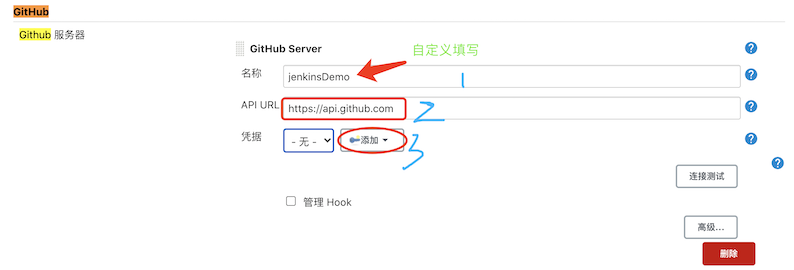 GitHub
Github 服务器
GitHub Server
自定义填写
名称
jenkinsDemo
1
API URL
https://api.github.com
2
凭据
- 无 -
添加
3
连接测试
管理 Hook
高级...
删除